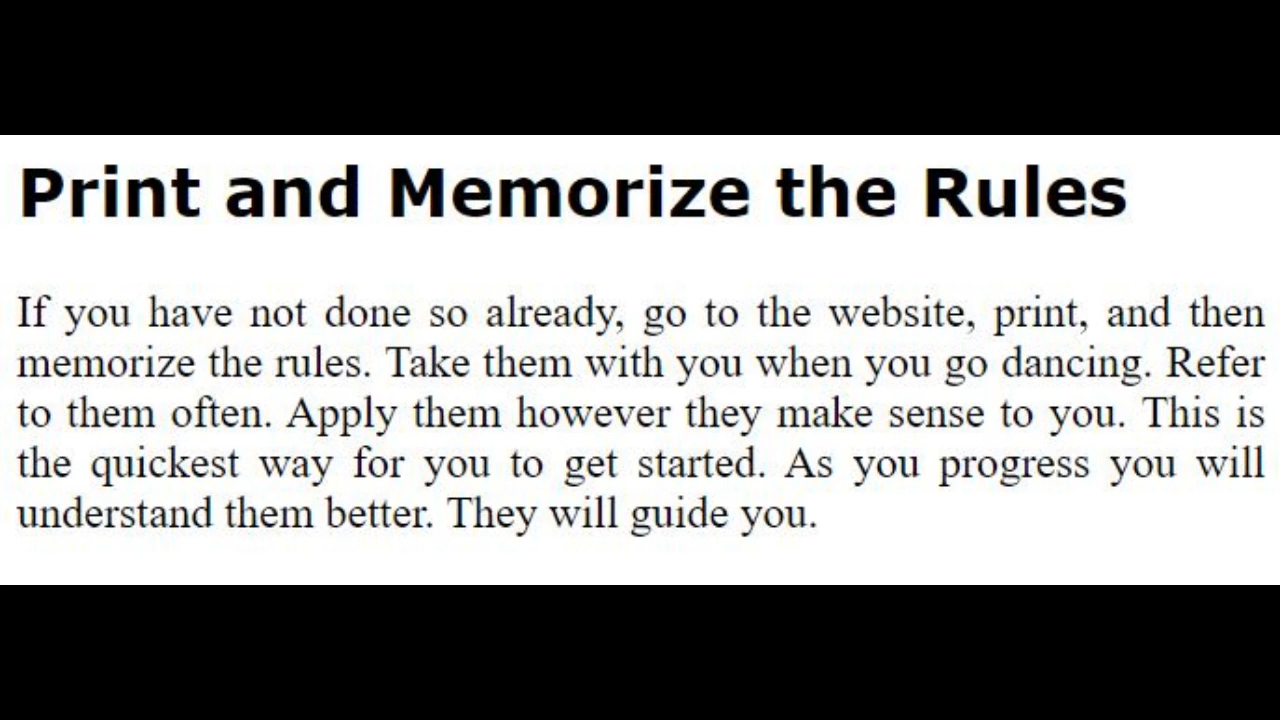 Print and Memorize the Rules
If you have not done so already, go to the website, print, and then
memorize the rules. Take them with you when you go dancing. Refer
to them often. Apply them however they make sense to you. This is
the quickest way for you to get started. As you progress you will
understand them better. They will guide you.